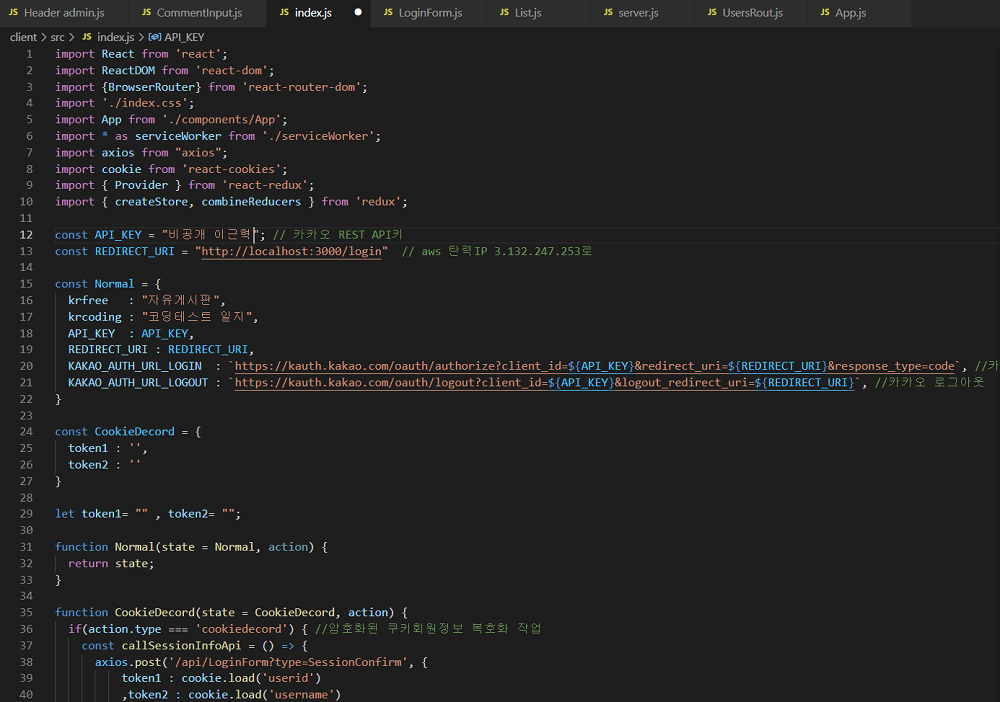 JS Header admin.js JS CommentInput.js JS index.js JS LoginForm.js JS List.js JS server.js JS UsersRout.js JS App.js
client > src > JS index.js > API_KEY
1 import React from 'react';
2 import ReactDOM from 'react-dom';
3 import {BrowserRouter} from 'react-router-dom';
4 import './index.css';
5 import App from './components/App';
6 import * as serviceWorker from './serviceWorker';
7 import axios from "axios";
8 import cookie from 'react-cookies';
9 import { Provider } from 'react-redux';
10 import { createStore, combineReducers } from 'redux';
11
12 const API_KEY = "비공개 이근혁"; // 카카오 REST API키
13 const REDIRECT_URI = "http://localhost:3000/login" // aws 탄력IP 3.132.247.253로
14
15 const Normal = {
16 krfree : "자유게시판",
17 krcoding : "코딩테스트 일지",
18 API_KEY : API_KEY,
19 REDIRECT_URI : REDIRECT_URI,
20 KAKAO_AUTH_URL_LOGIN : `https://kauth.kakao.com/oauth/authorize?client_id=${API_KEY}&redirect_uri=${REDIRECT_URI}&response_type=code`, //카
21 KAKAO_AUTH_URL_LOGOUT : `https://kauth.kakao.com/oauth/logout?client_id=${API_KEY}&logout_redirect_uri=${REDIRECT_URI}`, //카카오 로그아웃
22 }
23
24 const CookieDecord = {
25 token1 : '',
26 token2 : ''
27 }
28
29 let token1= "" , token2= "";
30
31 function Normal(state = Normal, action) {
32 return state;
33 }
34
35 function CookieDecord(state = CookieDecord, action) {
36 if(action.type === 'cookiedecord') { //암호화된 쿠키회원정보 복호화 작업
37 const callSessionInfoApi = () => {
38 axios.post('/api/LoginForm?type=SessionConfirm', {
39 token1 : cookie.load('userid')
40 ,token2 : cookie.load('username')